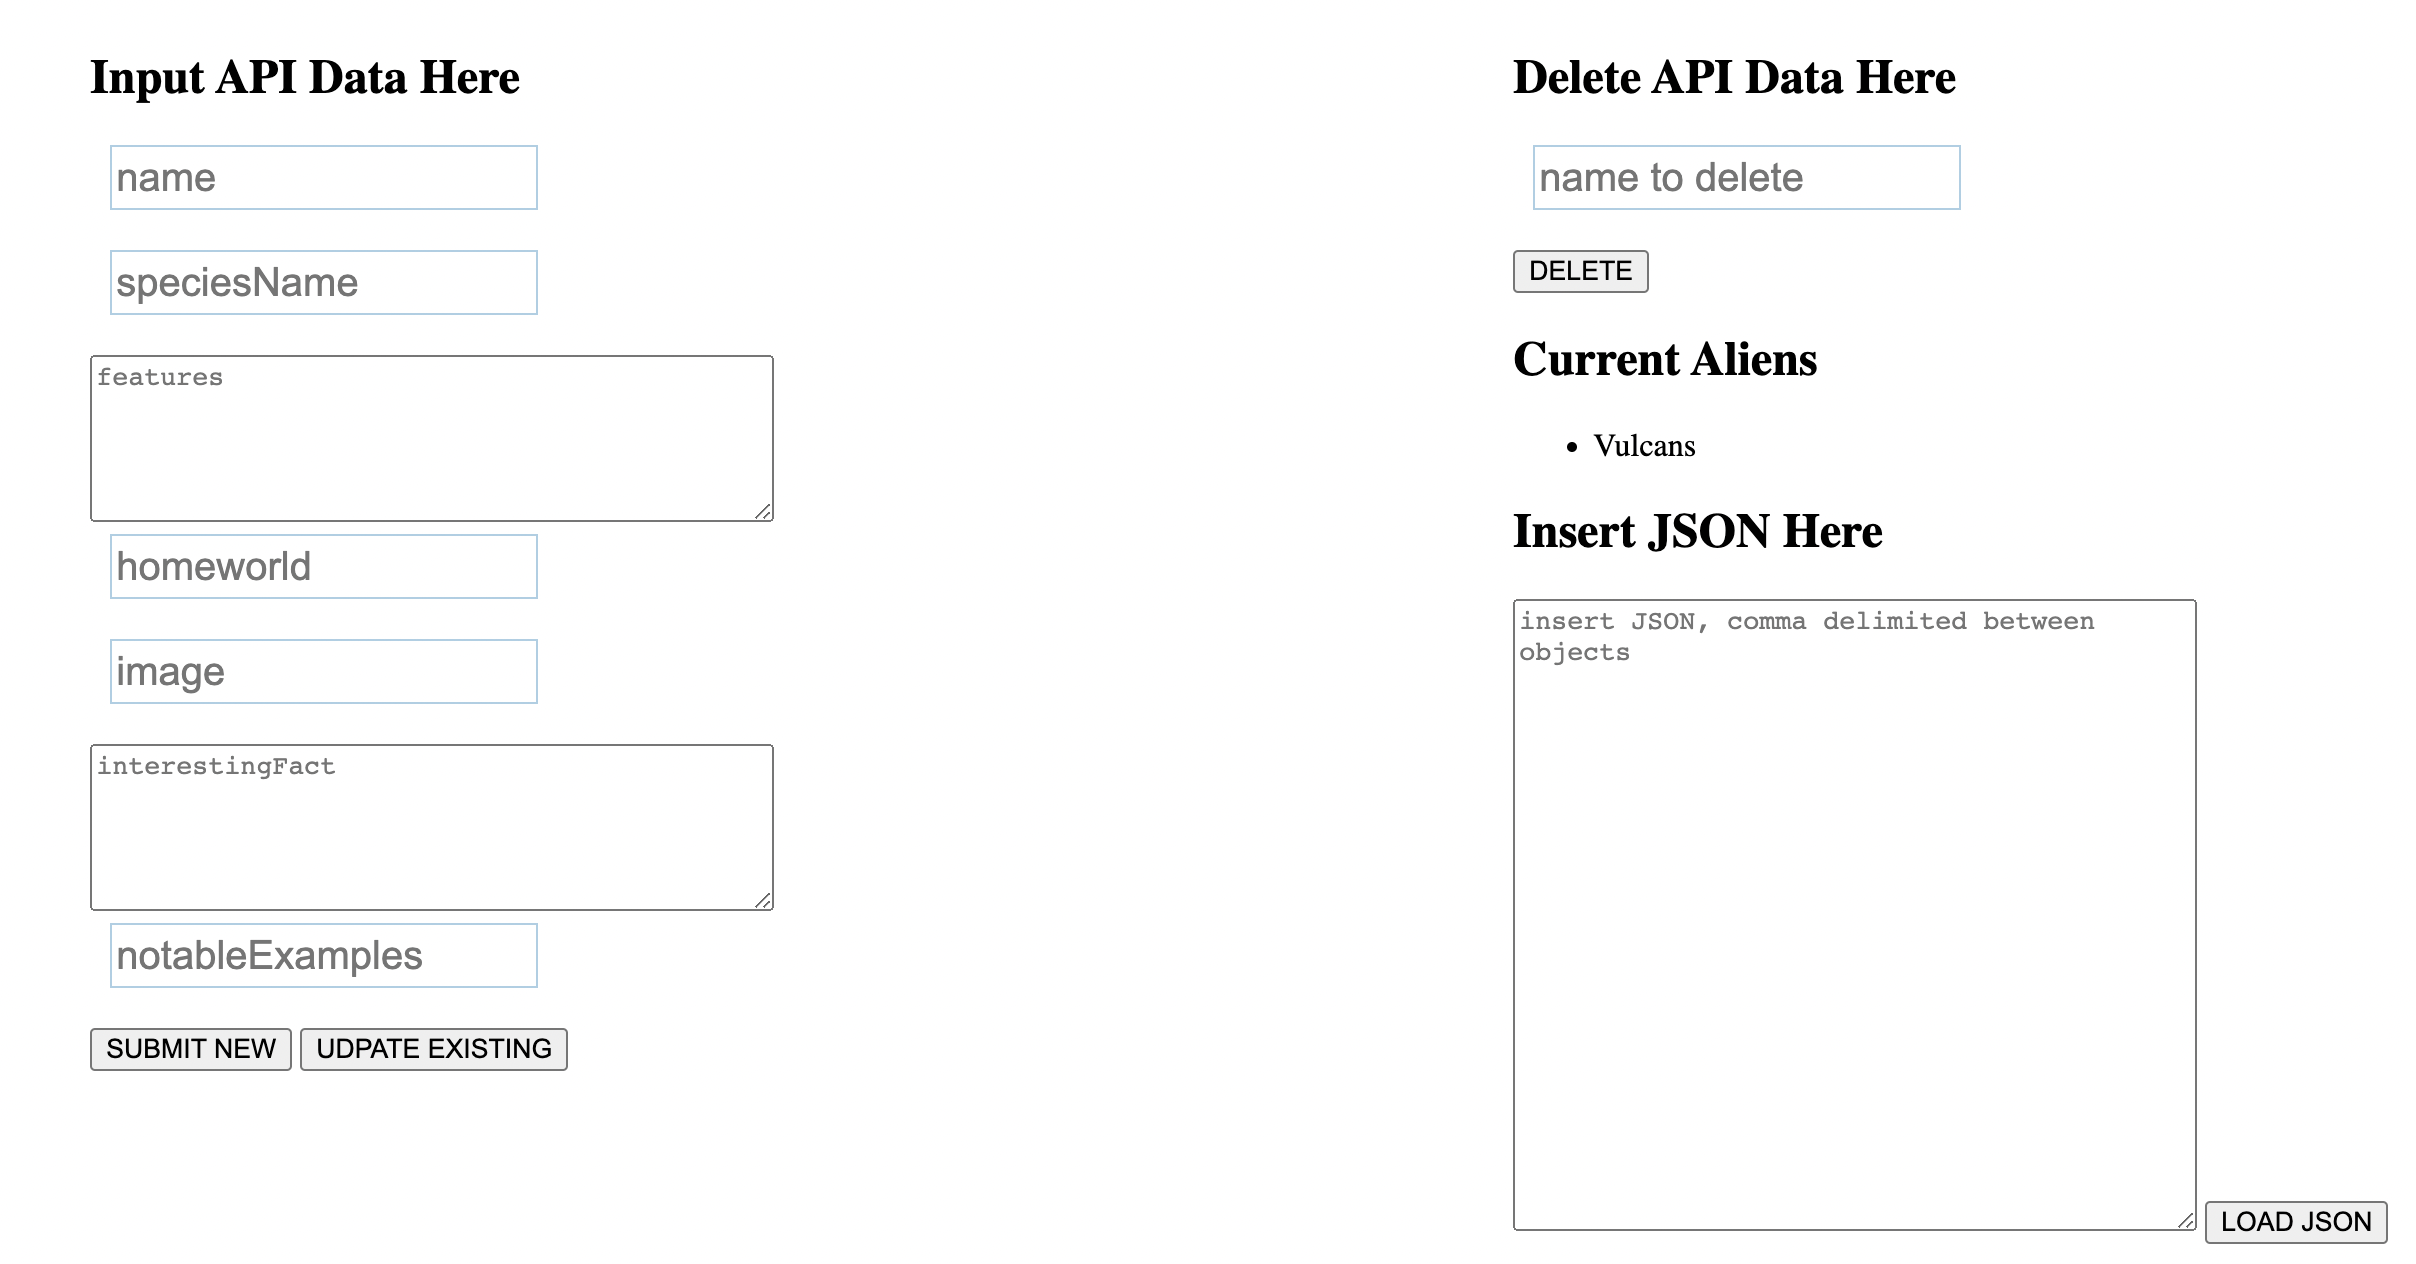 Input API Data Here
name
speciesName
features
homeworld
image
interestingFact
notableExamples
SUBMIT NEW
UDPATE EXISTING
Delete API Data Here
name to delete
DELETE
Current Aliens
• Vulcans
Insert JSON Here
insert JSON, comma delimited between
objects
LOAD JSON